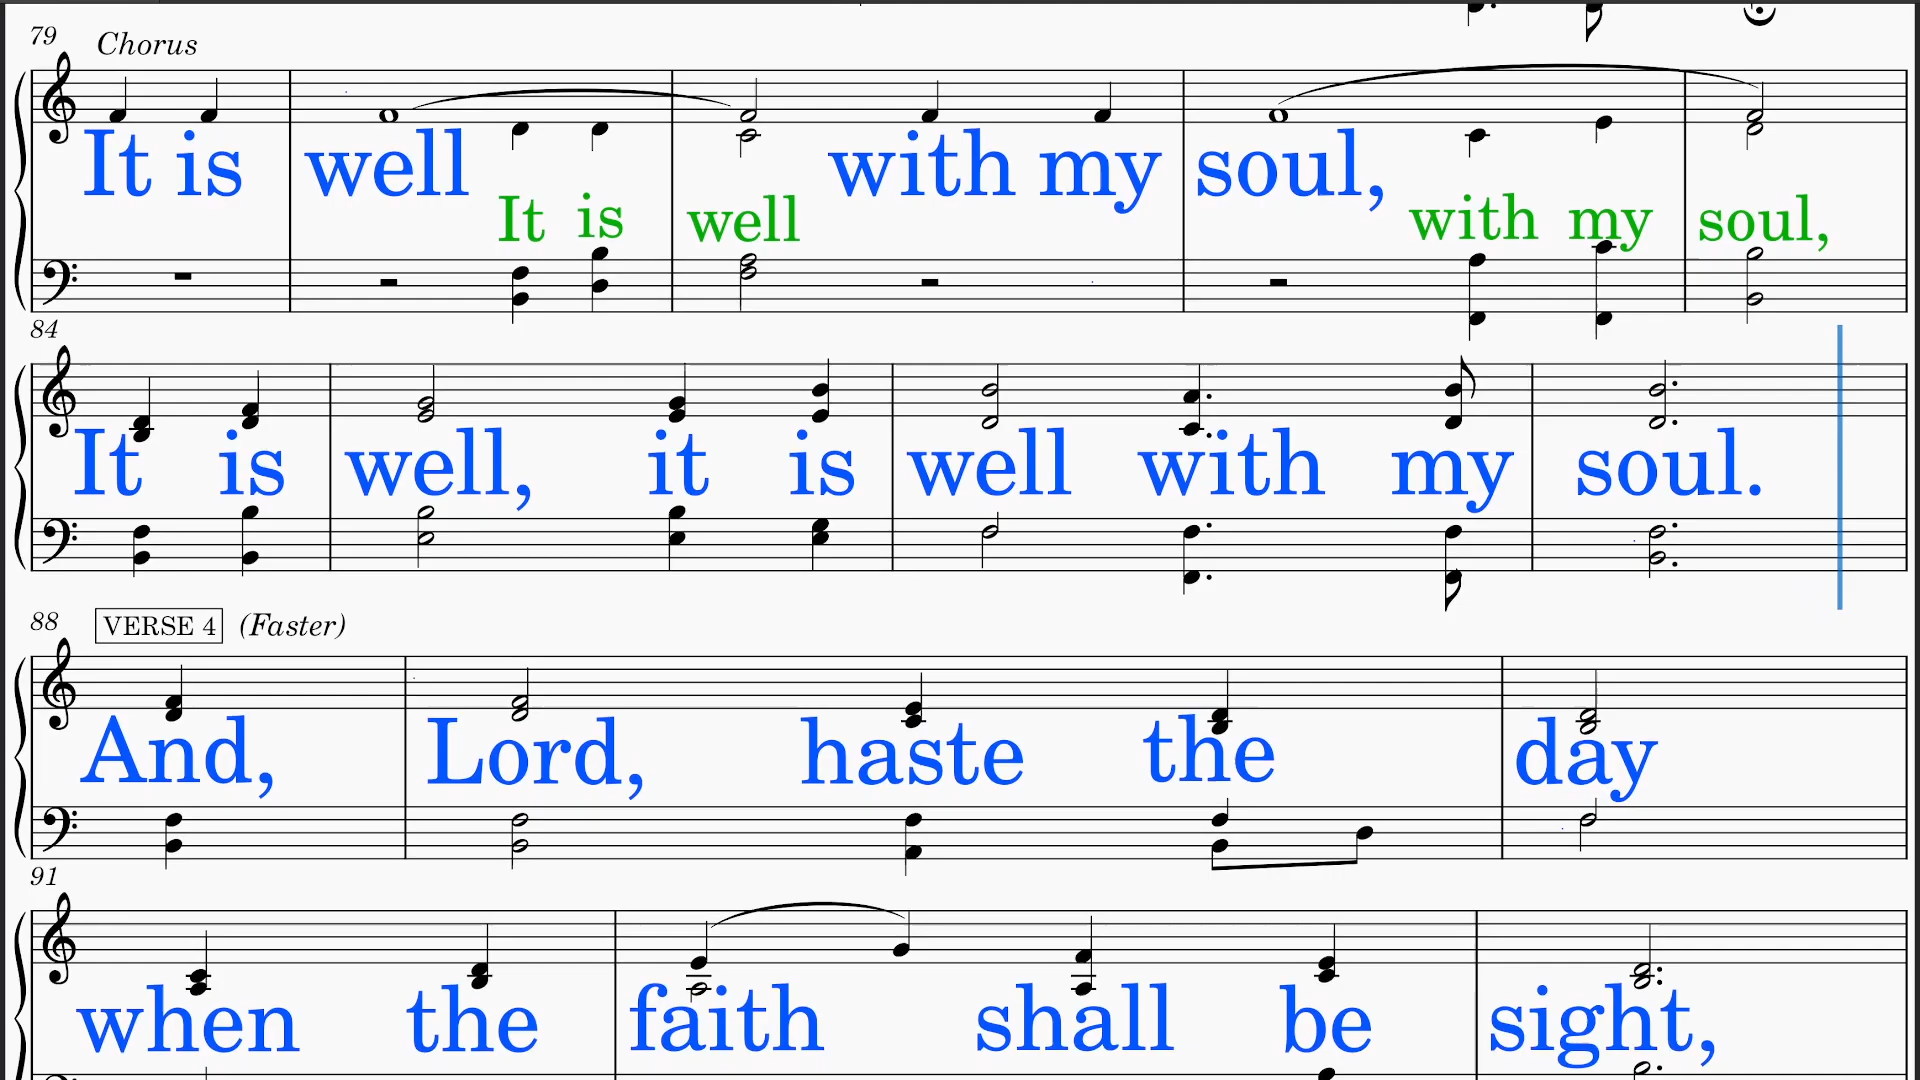 79 Chorus
It is well with my soul,
It is well with my soul,
84
It is well, it is well with my soul.
88 VERSE 4 (Faster)
And, Lord, haste the day
91
when the faith shall be sight,